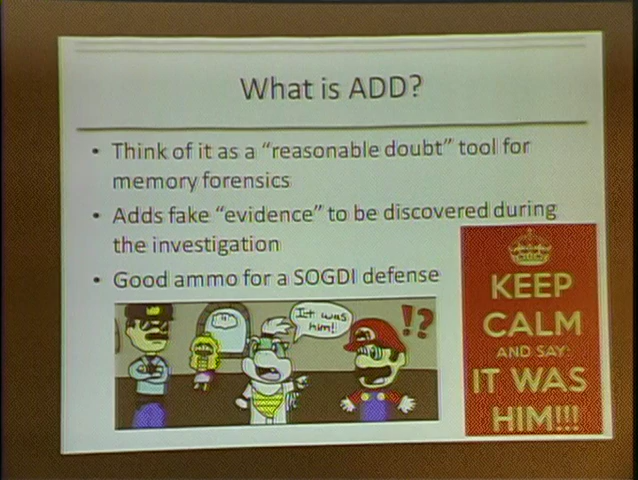 What is ADD?
• Think of it as a “reasonable doubt” tool for
memory forensics
• Adds fake “evidence” to be discovered during
the investigation
• Good ammo for a SOGDI defense
It was
him!!
!?
KEEP
CALM
AND SAY:
IT WAS
HIM!!!